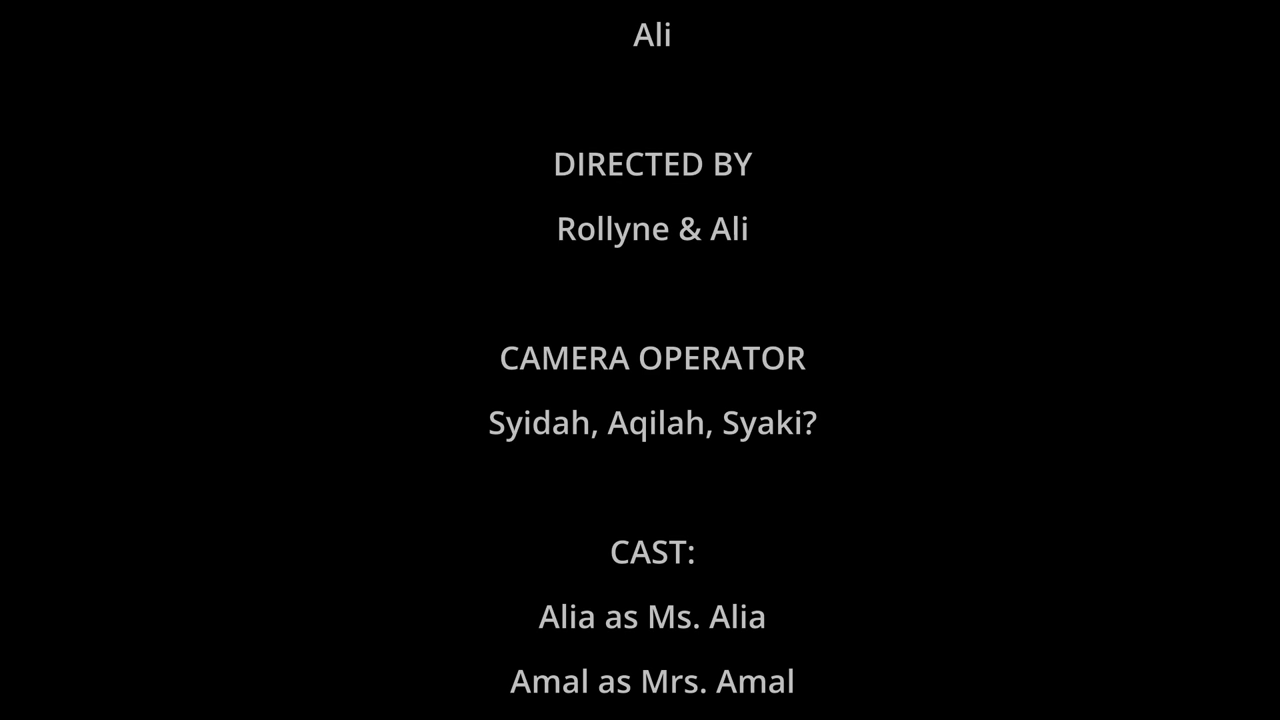 Ali
DIRECTED BY
Rollyne & Ali
CAMERA OPERATOR
Syidah, Aqilah, Syaki?
CAST:
Alia as Ms. Alia
Amal as Mrs. Amal